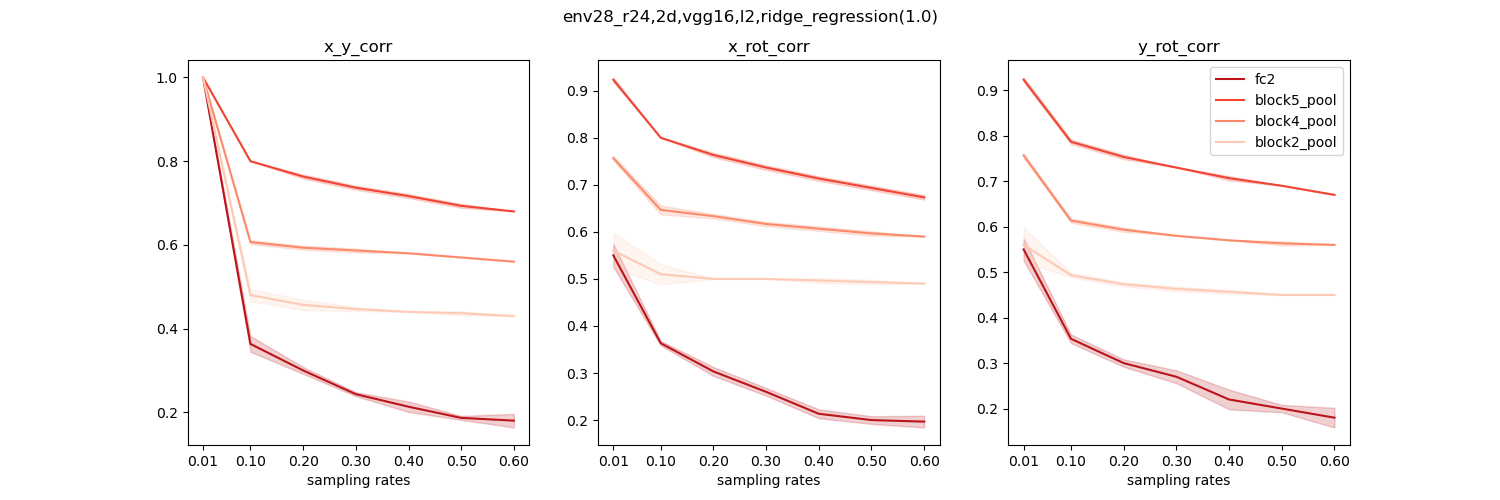 env28_r24,2d,vgg16,l2,ridge_regression(1.0)
x_y_corr
1.0
0.8
0.6
0.4
0.2
0.01 0.10 0.20 0.30 0.40 0.50 0.60
sampling rates
x_rot_corr
0.9
0.8
0.7
0.6
0.5
0.4
0.3
0.2
0.01 0.10 0.20 0.30 0.40 0.50 0.60
sampling rates
y_rot_corr
0.9
0.8
0.7
0.6
0.5
0.4
0.3
0.2
0.01 0.10 0.20 0.30 0.40 0.50 0.60
sampling rates
fc2
block5_pool
block4_pool
block2_pool